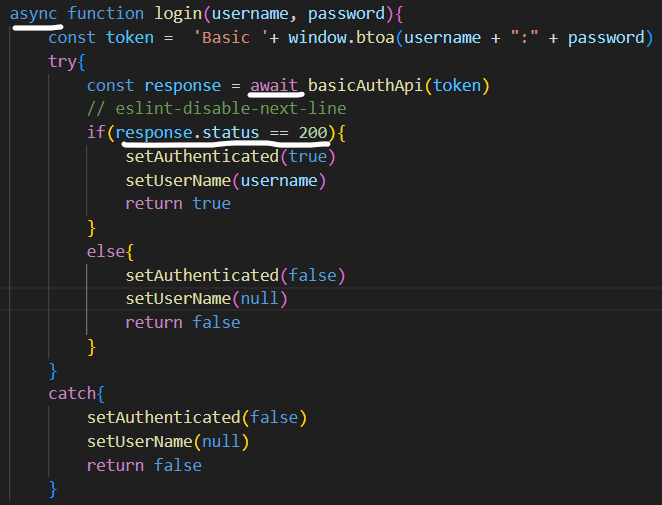 async function login(username, password){
const token =  'Basic '+ window.btoa(username + ":" + password)
try{
const response = await basicAuthApi(token)
// eslint-disable-next-line
if(response.status == 200){
setAuthenticated(true)
setUserName(username)
return true
}
else{
setAuthenticated(false)
setUserName(null)
return false
}
}
catch{
setAuthenticated(false)
setUserName(null)
return false
}